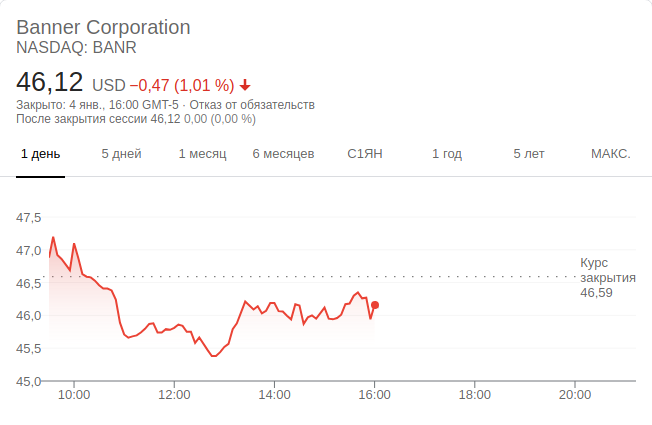 Banner Corporation
NASDAQ: BANR
46,12 USD −0,47 (1,01 %)
Закрыто: 4 янв., 16:00 GMT-5 · Отказ от обязательств
После закрытия сессии 46,12 0,00 (0,00 %)
1 день 5 дней 1 месяц 6 месяцев С1ЯН 1 год 5 лет МАКС.
47,5
47,0
46,5
46,0
45,5
45,0
Курс
закрытия
46,59
10:00 12:00 14:00 16:00 18:00 20:00